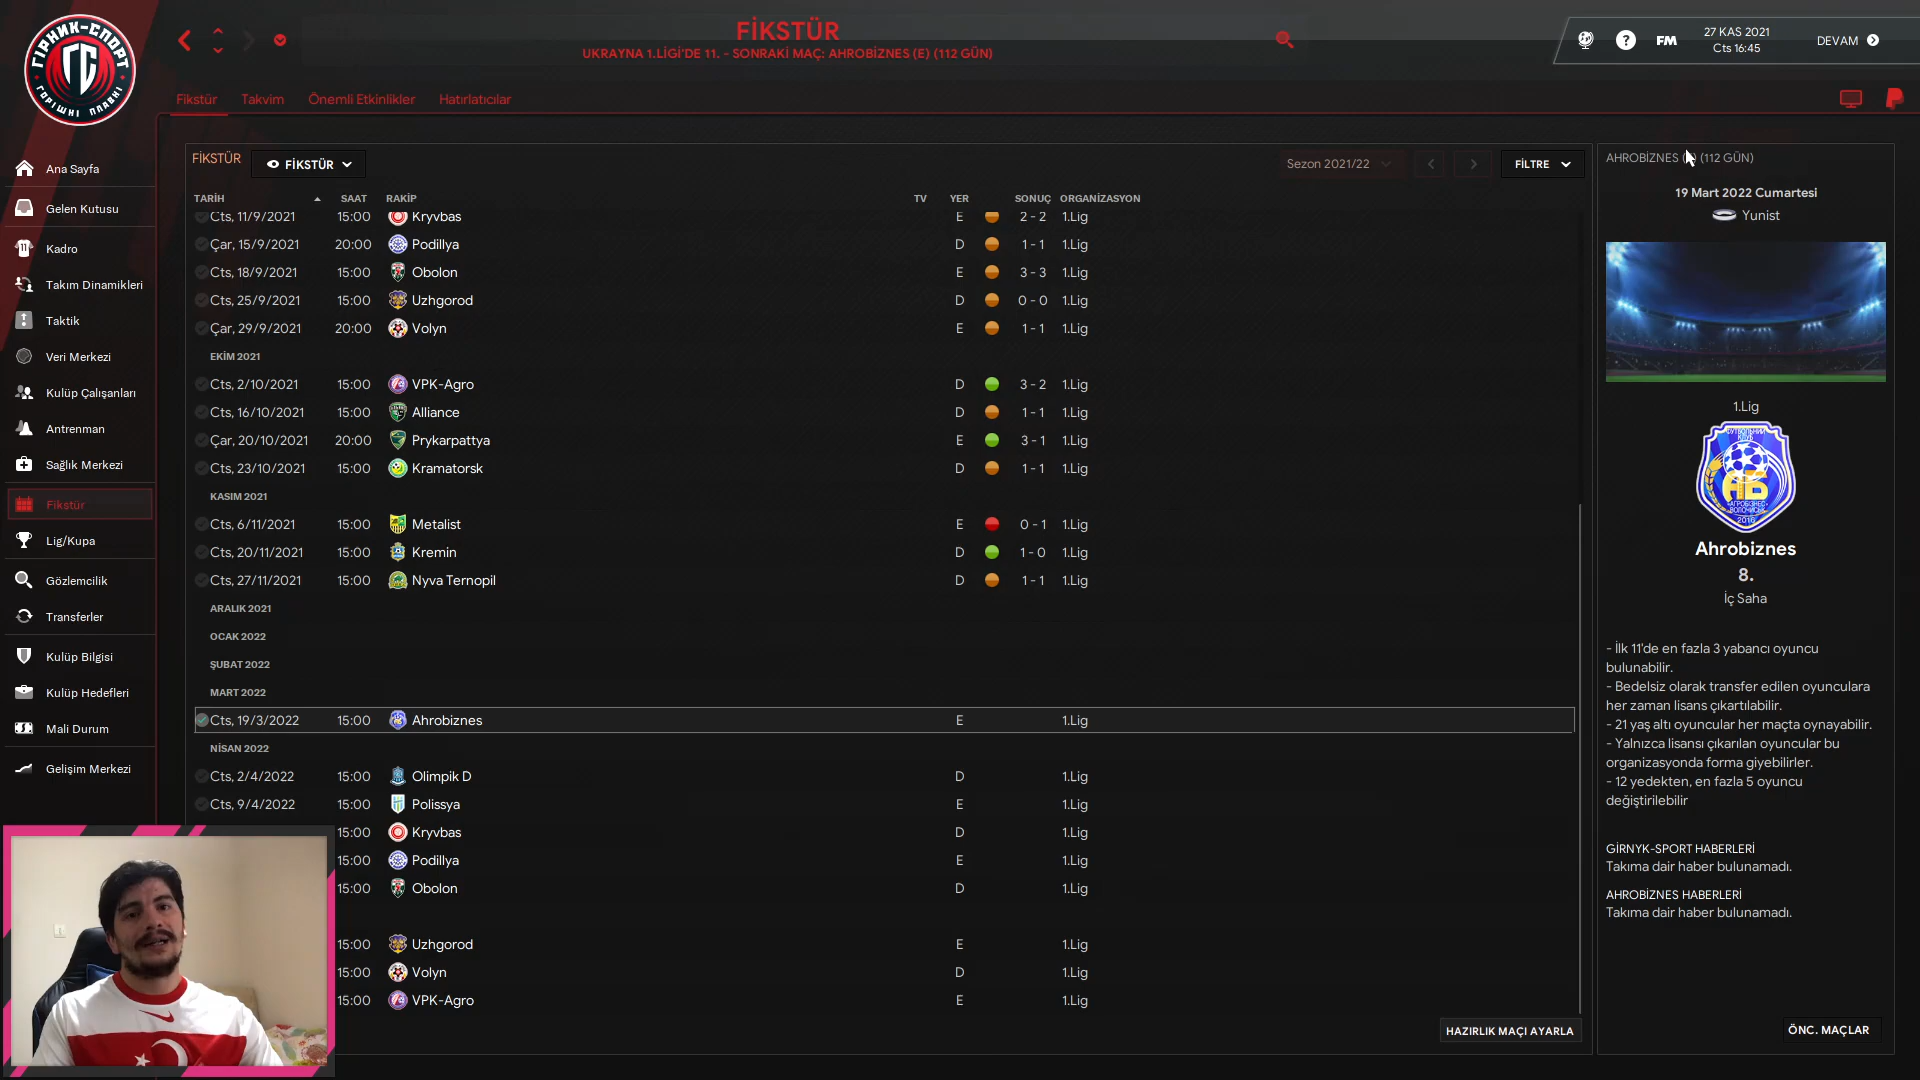 ГІРНИК-СПОРТ
ГОРІШНІ ПЛАВНІ
FİKSTÜR
UKRAYNA 1.LİGİ'DE 11. - SONRAKİ MAÇ: AHROBİZNES (E) (112 GÜN)
FM
27 KAS 2021
Cts 16:45
DEVAM
Fikstür Takvim Önemli Etkinlikler Hatırlatıcılar
Ana Sayfa
Gelen Kutusu
Kadro
Takım Dinamikleri
Taktik
Veri Merkezi
Kulüp Çalışanları
Antrenman
Sağlık Merkezi
Fikstür
Lig/Kupa
Gözlemcilik
Transferler
Kulüp Bilgisi
Kulüp Hedefleri
Mali Durum
Gelişim Merkezi
FİKSTÜR FİKSTÜR Sezon 2021/22 FİLTRE
TARİH SAAT RAKİP TV YER SONUÇ ORGANİZASYON
Cts, 11/9/2021 15:00 Kryvbas E 2 - 2 1.Lig
Çar, 15/9/2021 20:00 Podillya D 1 - 1 1.Lig
Cts, 18/9/2021 15:00 Obolon E 3 - 3 1.Lig
Cts, 25/9/2021 15:00 Uzhgorod D 0 - 0 1.Lig
Çar, 29/9/2021 20:00 Volyn E 1 - 1 1.Lig
EKİM 2021
Cts, 2/10/2021 15:00 VPK-Agro D 3 - 2 1.Lig
Cts, 16/10/2021 15:00 Alliance D 1 - 1 1.Lig
Çar, 20/10/2021 20:00 Prykarpattya E 3 - 1 1.Lig
Cts, 23/10/2021 15:00 Kramatorsk D 1 - 1 1.Lig
KASIM 2021
Cts, 6/11/2021 15:00 Metalist E 0 - 1 1.Lig
Cts, 20/11/2021 15:00 Kremin D 1 - 0 1.Lig
Cts, 27/11/2021 15:00 Nyva Ternopil D 1 - 1 1.Lig
ARALIK 2021
OCAK 2022
ŞUBAT 2022
MART 2022
Cts, 19/3/2022 15:00 Ahrobiznes E 1.Lig
NİSAN 2022
Cts, 2/4/2022 15:00 Olimpik D D 1.Lig
Cts, 9/4/2022 15:00 Polissya E 1.Lig
15:00 Kryvbas D 1.Lig
15:00 Podillya E 1.Lig
15:00 Obolon D 1.Lig
15:00 Uzhgorod E 1.Lig
15:00 Volyn D 1.Lig
15:00 VPK-Agro E 1.Lig
HAZIRLIK MAÇI AYARLA
AHROBİZNES (112 GÜN)
19 Mart 2022 Cumartesi
Yunist
1.Lig
АБ
2016
Ahrobiznes
8.
İç Saha
- İlk 11'de en fazla 3 yabancı oyuncu
bulunabilir.
- Bedelsiz olarak transfer edilen oyunculara
her zaman lisans çıkartılabilir.
- 21 yaş altı oyuncular her maçta oynayabilir.
- Yalnızca lisansı çıkarılan oyuncular bu
organizasyonda forma giyebilirler.
- 12 yedekten, en fazla 5 oyuncu
değiştirilebilir
GİRNYK-SPORT HABERLERİ
Takıma dair haber bulunamadı.
AHROBİZNES HABERLERİ
Takıma dair haber bulunamadı.
ÖNC. MAÇLAR